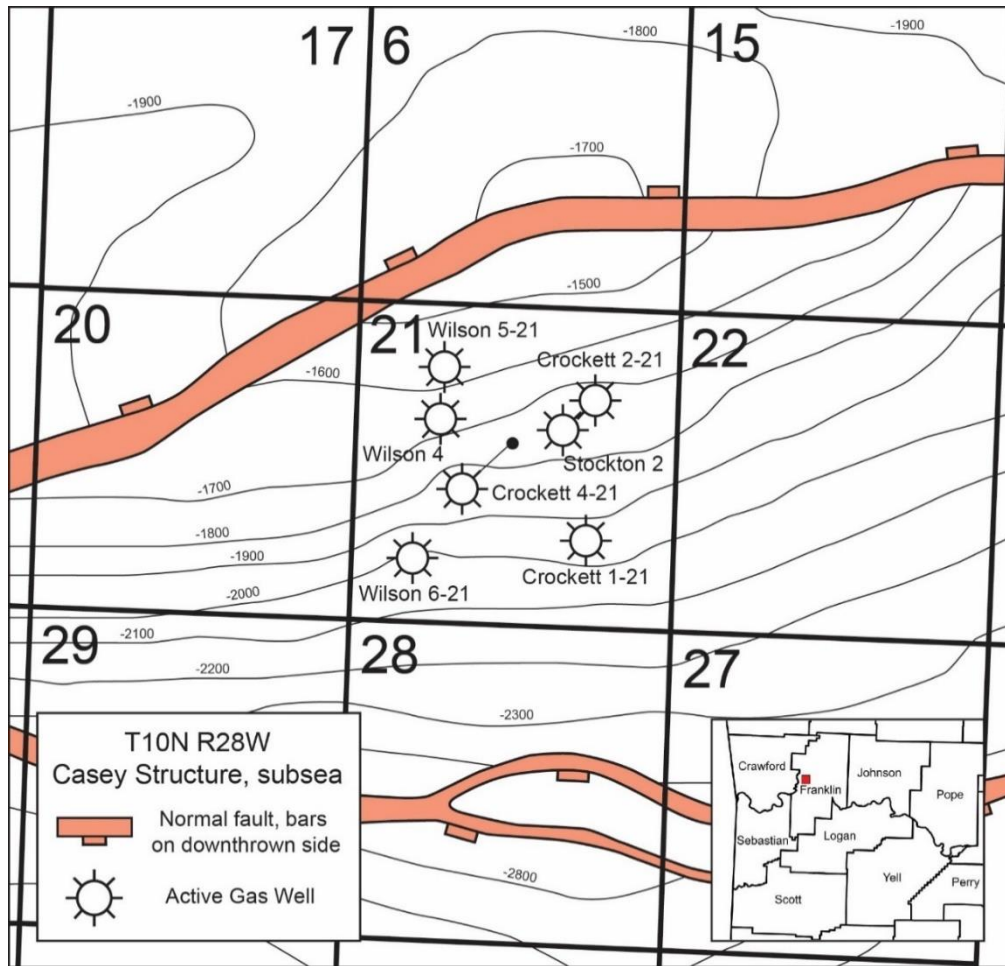 17
6
15
-1800
-1900
-1900
-1700
-1500
20
21
22
Wilson 5-21
Crockett 2-21
-1600
Wilson 4
Stockton 2
Crockett 4-21
-1700
-1800
-1900
Wilson 6-21
Crockett 1-21
-2000
-2100
29
28
27
-2200
-2300
T10N R28W
Casey Structure, subsea
Normal fault, bars
on downthrown side
Active Gas Well
-2800
Crawford
Franklin
Johnson
Pope
Sebastian
Logan
Yell
Perry
Scott